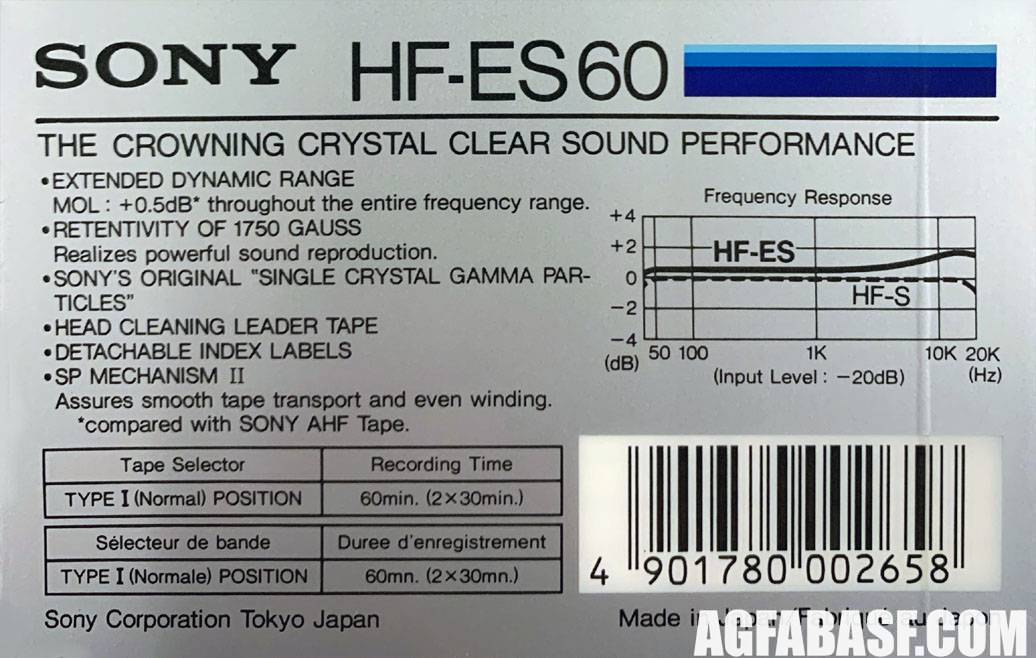 SONY HF-ES60
THE CROWNING CRYSTAL CLEAR SOUND PERFORMANCE
•EXTENDED DYNAMIC RANGE
MOL : +0.5dB* throughout the entire frequency range.
•RETENTIVITY OF 1750 GAUSS
Realizes powerful sound reproduction.
•SONY'S ORIGINAL "SINGLE CRYSTAL GAMMA PAR-
TICLES"
•HEAD CLEANING LEADER TAPE
•DETACHABLE INDEX LABELS
•SP MECHANISM II
Assures smooth tape transport and even winding.
*compared with SONY AHF Tape.
Frequency Response
+4
+2
0
−2
−4
(dB)
HF-ES
HF-S
50 100 1K 10K 20K
(Input Level : −20dB) (Hz)
Tape Selector Recording Time
TYPE I (Normal) POSITION 60min. (2×30min.)
Sélecteur de bande Duree d'enregistrement
TYPE I (Normale) POSITION 60mn. (2×30mn.)
4 901780 002658
Sony Corporation Tokyo Japan
Made in Japan/Fabriqué au Japon
AGFABASF.COM